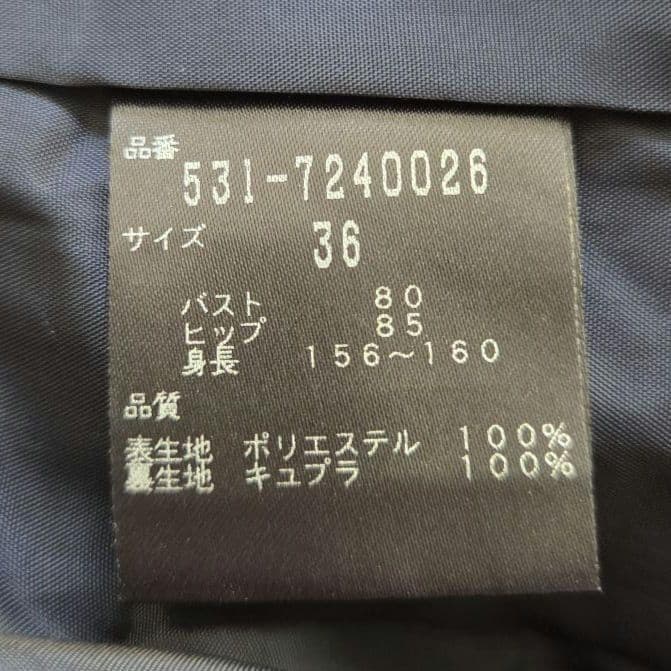 品番
531-7240026
サイズ 36
バスト 80
ヒップ 85
身長 156～160
品質
表生地 ポリエステル 100%
裏生地 キュプラ 100%